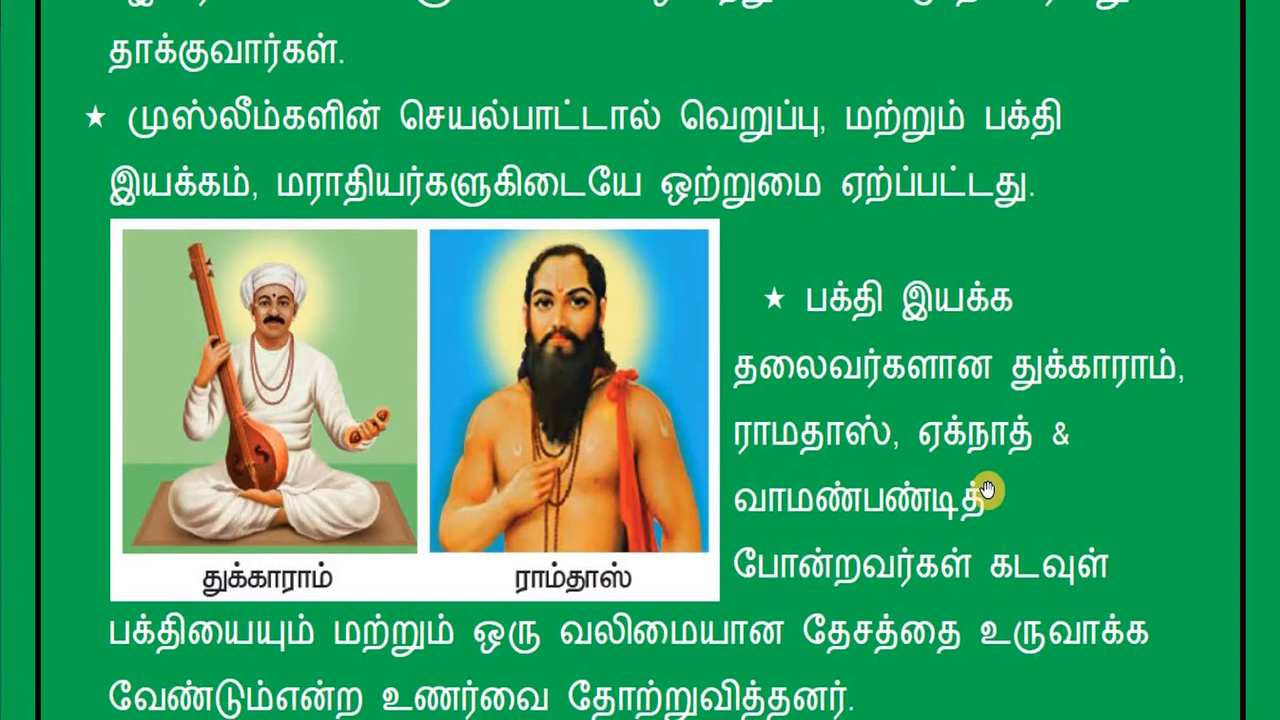 தாக்குவார்கள்.
★ முஸ்லீம்களின் செயல்பாட்டால் வெறுப்பு, மற்றும் பக்தி
இயக்கம், மராதியர்களுகிடையே ஒற்றுமை ஏற்ப்பட்டது.
★ பக்தி இயக்க
தலைவர்களான துக்காராம்,
ராமதாஸ், ஏக்நாத் &
வாமண்பண்டித்
போன்றவர்கள் கடவுள்
துக்காராம்
ராம்தாஸ்
பக்தியையும் மற்றும் ஒரு வலிமையான தேசத்தை உருவாக்க
வேண்டும்என்ற உணர்வை தோற்றுவித்தனர்.